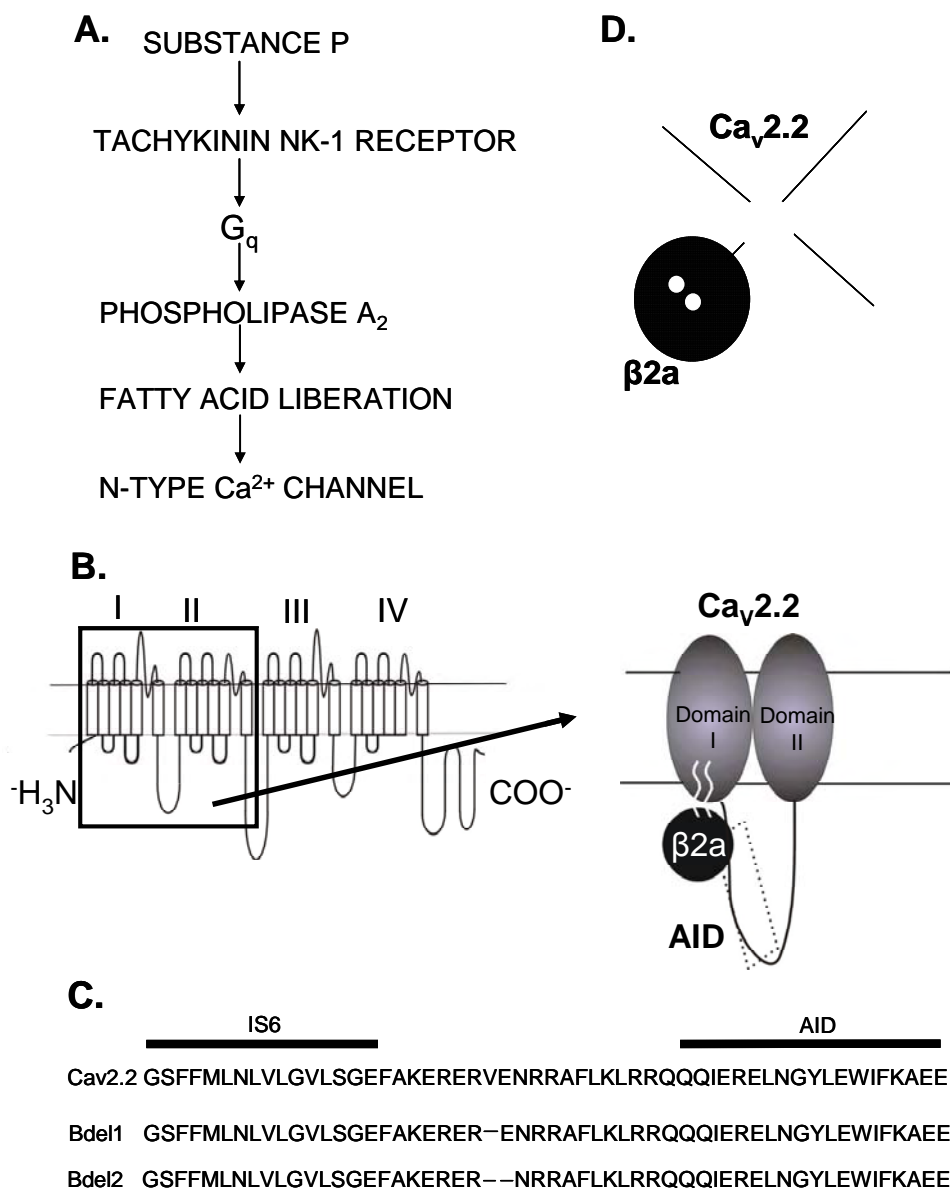 A.
SUBSTANCE P
TACHYKININ NK-1 RECEPTOR
Gq
PHOSPHOLIPASE A2
FATTY ACID LIBERATION
N-TYPE Ca2+ CHANNEL
D.
CaV2.2
β2a
B.
I II III IV
-H3N
COO-
CaV2.2
Domain I
Domain II
β2a
AID
C.
IS6 AID
Cav2.2 GSFFMLNLVLGVLSGEFAKERERVENRRAFLKLRRQQQIERELNGYLEWIFKAEE
Bdel1 GSFFMLNLVLGVLSGEFAKERER–ENRRAFLKLRRQQQIERELNGYLEWIFKAEE
Bdel2 GSFFMLNLVLGVLSGEFAKERER––NRRAFLKLRRQQQIERELNGYLEWIFKAEE